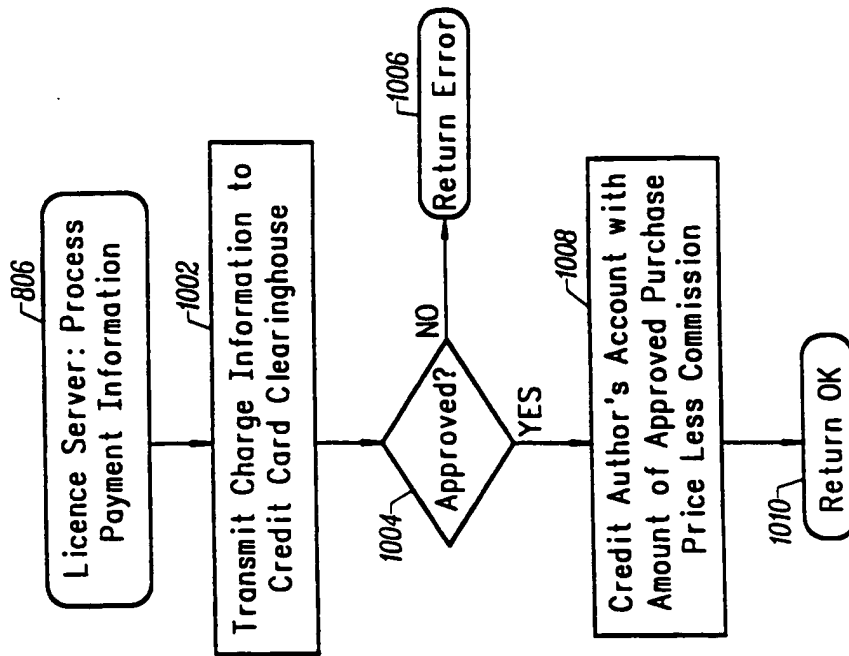 806
Licence Server: Process
Payment Information
1002
Transmit Charge Information to
Credit Card Clearinghouse
1004
Approved?
NO
1006
Return Error
YES
1008
Credit Author's Account with
Amount of Approved Purchase
Price Less Commission
1010
Return OK